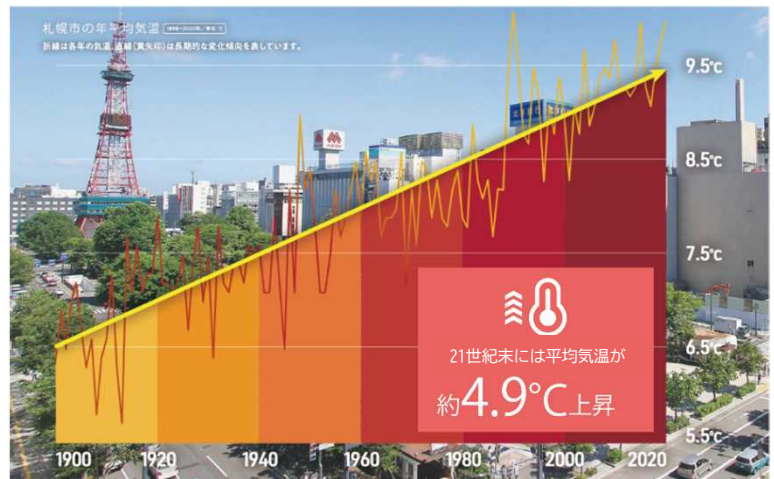 札幌市の年平均気温
折線は各年の気温、直線(黄矢印)は長期的な変化傾向を表しています。
9.5℃
8.5℃
7.5℃
6.5℃
5.5℃
21世紀末には平均気温が
約4.9℃上昇
1900 1920 1940 1960 1980 2000 2020